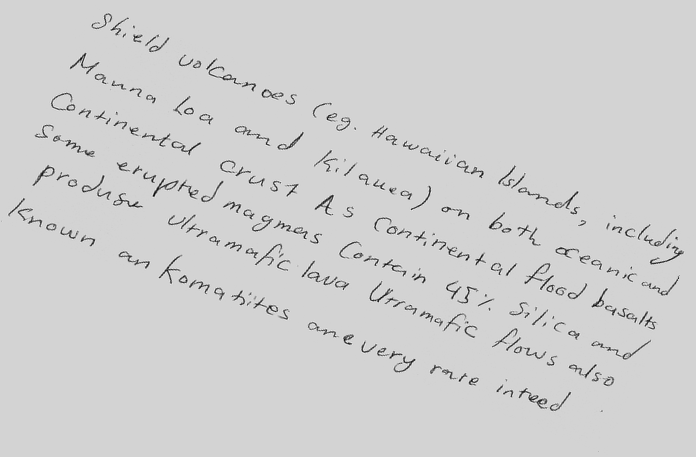 Shield volcanoes (eg. Hawaiian Islands, including
Mauna Loa and Kilauea) on both oceanic and
Continental crust As Continental flood basalts
Some erupted magmas Contain 45% Silica and
produse ultramafic lava Urramafic flows also
Known an Komatiites are very rare inteed